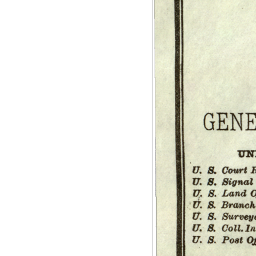 GENE
UN
U. S. Court
U. S. Signal
U. S. Land
U. S. Branch
U. S. Survey
U. S. Coll. In
U. S. Post